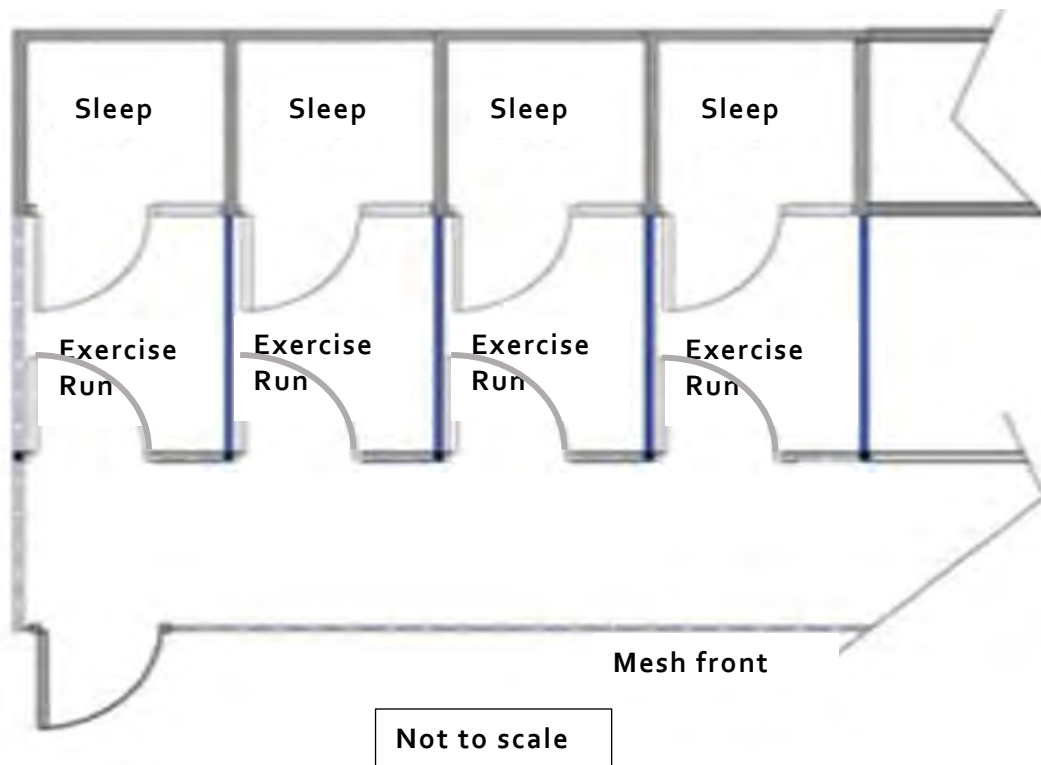 Sleep Sleep Sleep Sleep
Exercise Exercise Exercise Exercise
Run Run Run Run
Mesh front
Not to scale